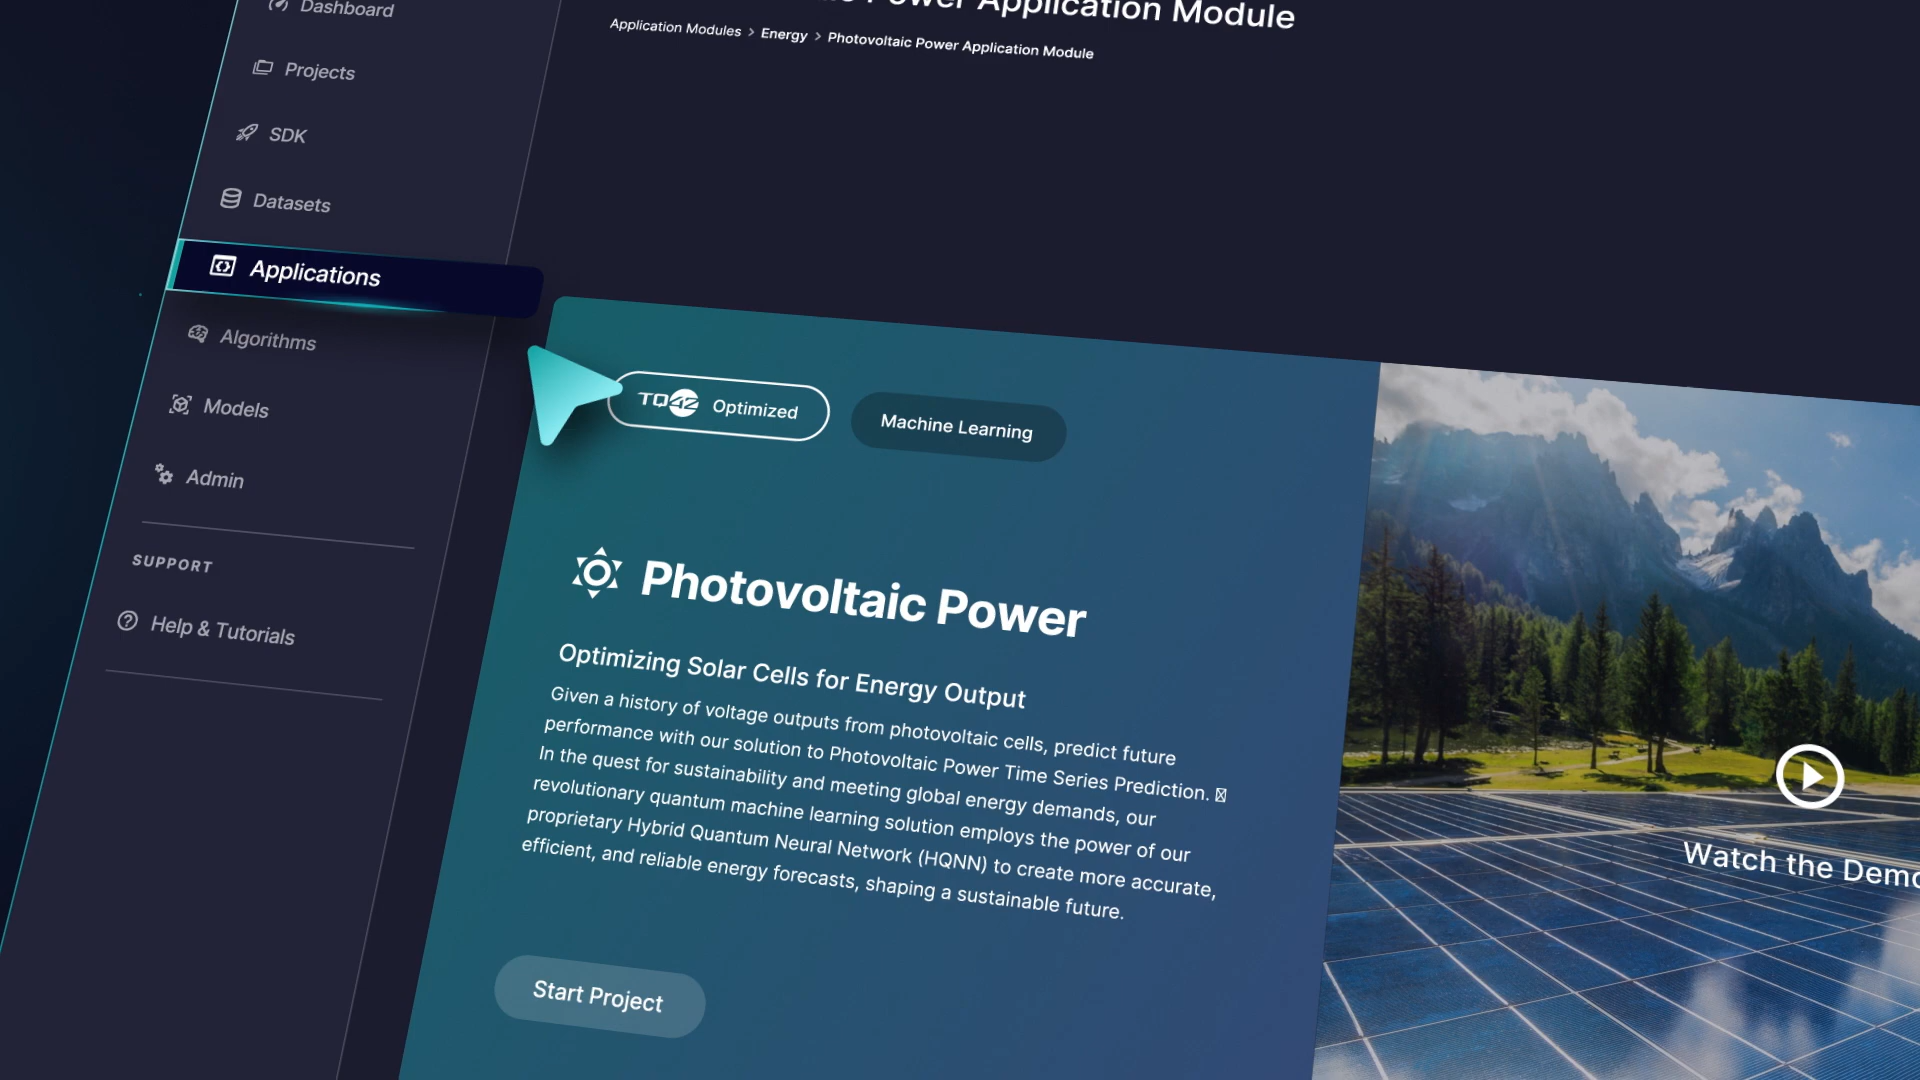 Power Application Module
Application Modules > Energy > Photovoltaic Power Application Module
Dashboard
Projects
SDK
Datasets
Applications
Algorithms
Models
Admin
SUPPORT
Help & Tutorials
TQ42 Optimized
Machine Learning
Photovoltaic Power
Optimizing Solar Cells for Energy Output
Given a history of voltage outputs from photovoltaic cells, predict future
performance with our solution to Photovoltaic Power Time Series Prediction.
In the quest for sustainability and meeting global energy demands, our
revolutionary quantum machine learning solution employs the power of our
proprietary Hybrid Quantum Neural Network (HQNN) to create more accurate,
efficient, and reliable energy forecasts, shaping a sustainable future.
Start Project
Watch the Demo